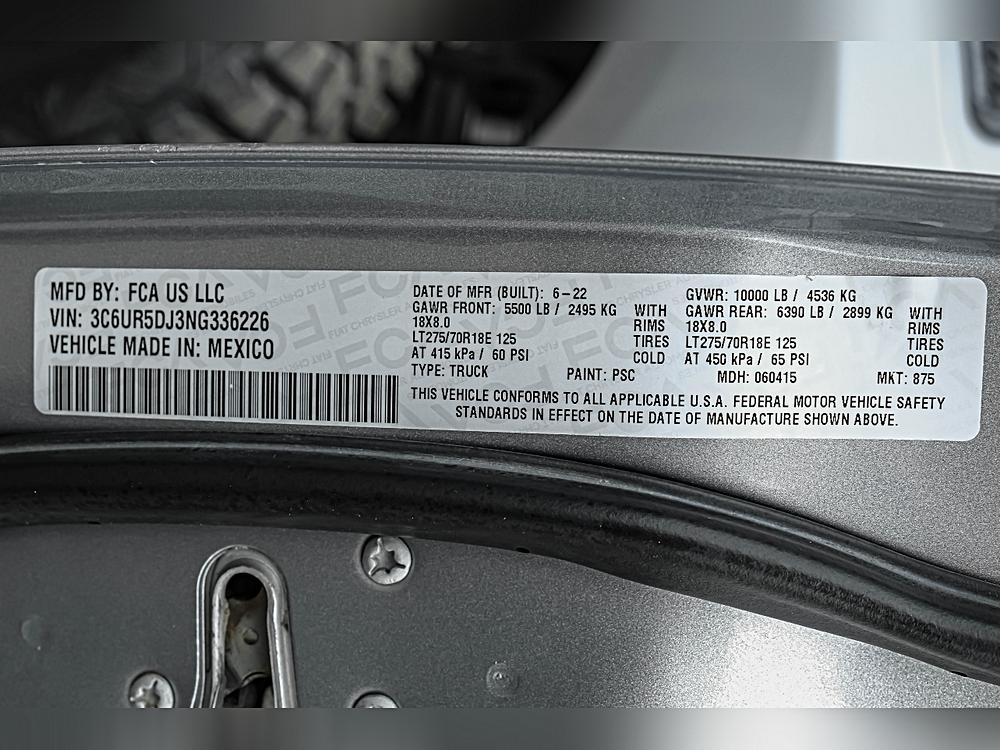 MFD BY: FCA US LLC
VIN: 3C6UR5DJ3NG336226
VEHICLE MADE IN: MEXICO
DATE OF MFR (BUILT): 6-22
GAWR FRONT: 5500 LB / 2495 KG WITH
18X8.0 RIMS
LT275/70R18E 125 TIRES
AT 415 kPa / 60 PSI COLD
TYPE: TRUCK
GVWR: 10000 LB / 4536 KG
GAWR REAR: 6390 LB / 2899 KG WITH
18X8.0 RIMS
LT275/70R18E 125 TIRES
AT 450 kPa / 65 PSI COLD
PAINT: PSC MDH: 060415 MKT: 875
THIS VEHICLE CONFORMS TO ALL APPLICABLE U.S.A. FEDERAL MOTOR VEHICLE SAFETY
STANDARDS IN EFFECT ON THE DATE OF MANUFACTURE SHOWN ABOVE.